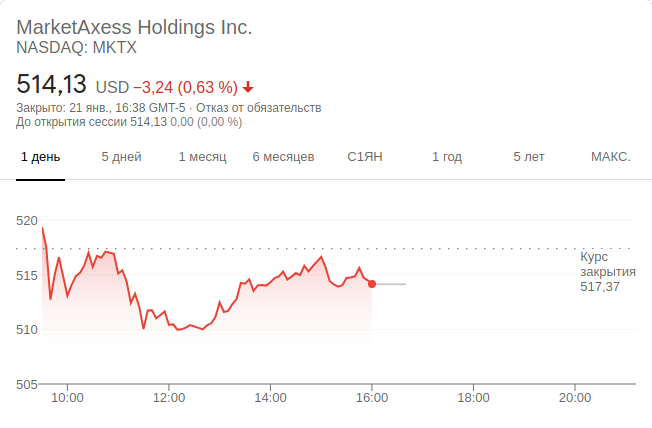 MarketAxess Holdings Inc.
NASDAQ: MKTX
514,13 USD −3,24 (0,63 %)
Закрыто: 21 янв., 16:38 GMT-5 · Отказ от обязательств
До открытия сессии 514,13 0,00 (0,00 %)
1 день 5 дней 1 месяц 6 месяцев С1ЯН 1 год 5 лет МАКС.
520
Курс
закрытия
515
517,37
510
505
10:00 12:00 14:00 16:00 18:00 20:00